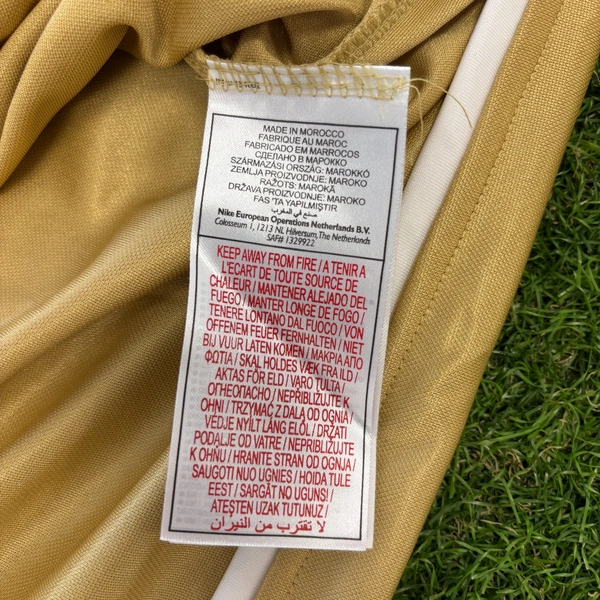 MADE IN MOROCCO
FABRIQUE AU MAROC
FABRICADO EM MARROCOS
СДЕЛАНО В МАРОККО
SZÁRMAZÁSI ORSZÁG: MAROKKÓ
ZEMLJA PROIZVODNJE: MAROKO
RAŽOTS: MAROKĀ
DRŽAVA PROIZVODNJE: MAROKO
FAS 'TA YAPILMIŞTIR
صنع في المغرب
Nike European Operations Netherlands B.V.
Colosseum 1, 1213 NL Hilversum, The Netherlands
SAF# 1329922
KEEP AWAY FROM FIRE / A TENIR A
L'ECART DE TOUTE SOURCE DE
CHALEUR / MANTENER ALEJADO DEL
FUEGO / MANTER LONGE DE FOGO /
TENERE LONTANO DAL FUOCO / VON
OFFENEM FEUER FERNHALTEN / NIET
BIJ VUUR LATEN KOMEN / ΜΑΚΡΙΑ ΑΠΟ
ΦΩΤΙΑ / SKAL HOLDES VÆK FRA ILD /
AKTAS FÖR ELD / VARO TULTA /
ОГНЕОПАСНО / NEPŘIBLIŽUJTE K
OHNI / TRZYMAĆ Z DALA OD OGNIA /
VÉDJE NYÍLT LÁNG ELŐL / DRŽATI
PODALJE OD VATRE / NEPRIBLIŽUJTE
K OHŇU / HRANITE STRAN OD OGNJA /
SAUGOTI NUO UGNIES / HOIDA TULE
EEST / SARGĀT NO UGUNS! /
ATEŞTEN UZAK TUTUNUZ /
لا تقترب من النيران